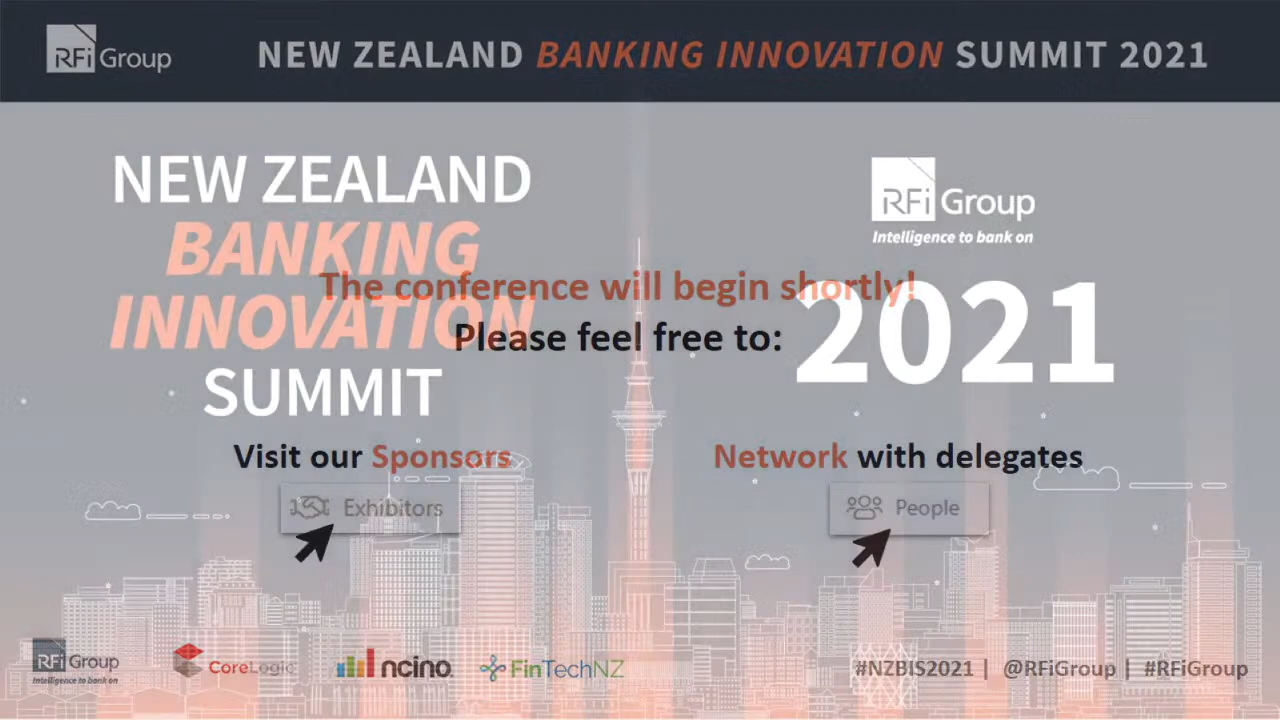 RFi Group
NEW ZEALAND BANKING INNOVATION SUMMIT 2021
NEW ZEALAND
BANKING
INNOVATION
SUMMIT
RFi Group
Intelligence to bank on
2021
The conference will begin shortly!
Please feel free to:
Visit our Sponsors
Network with delegates
Exhibitors
People
RFi Group
Intelligence to bank on
CoreLogic
ncino
FinTechNZ
#NZBIS2021 | @RFiGroup | #RFiGroup